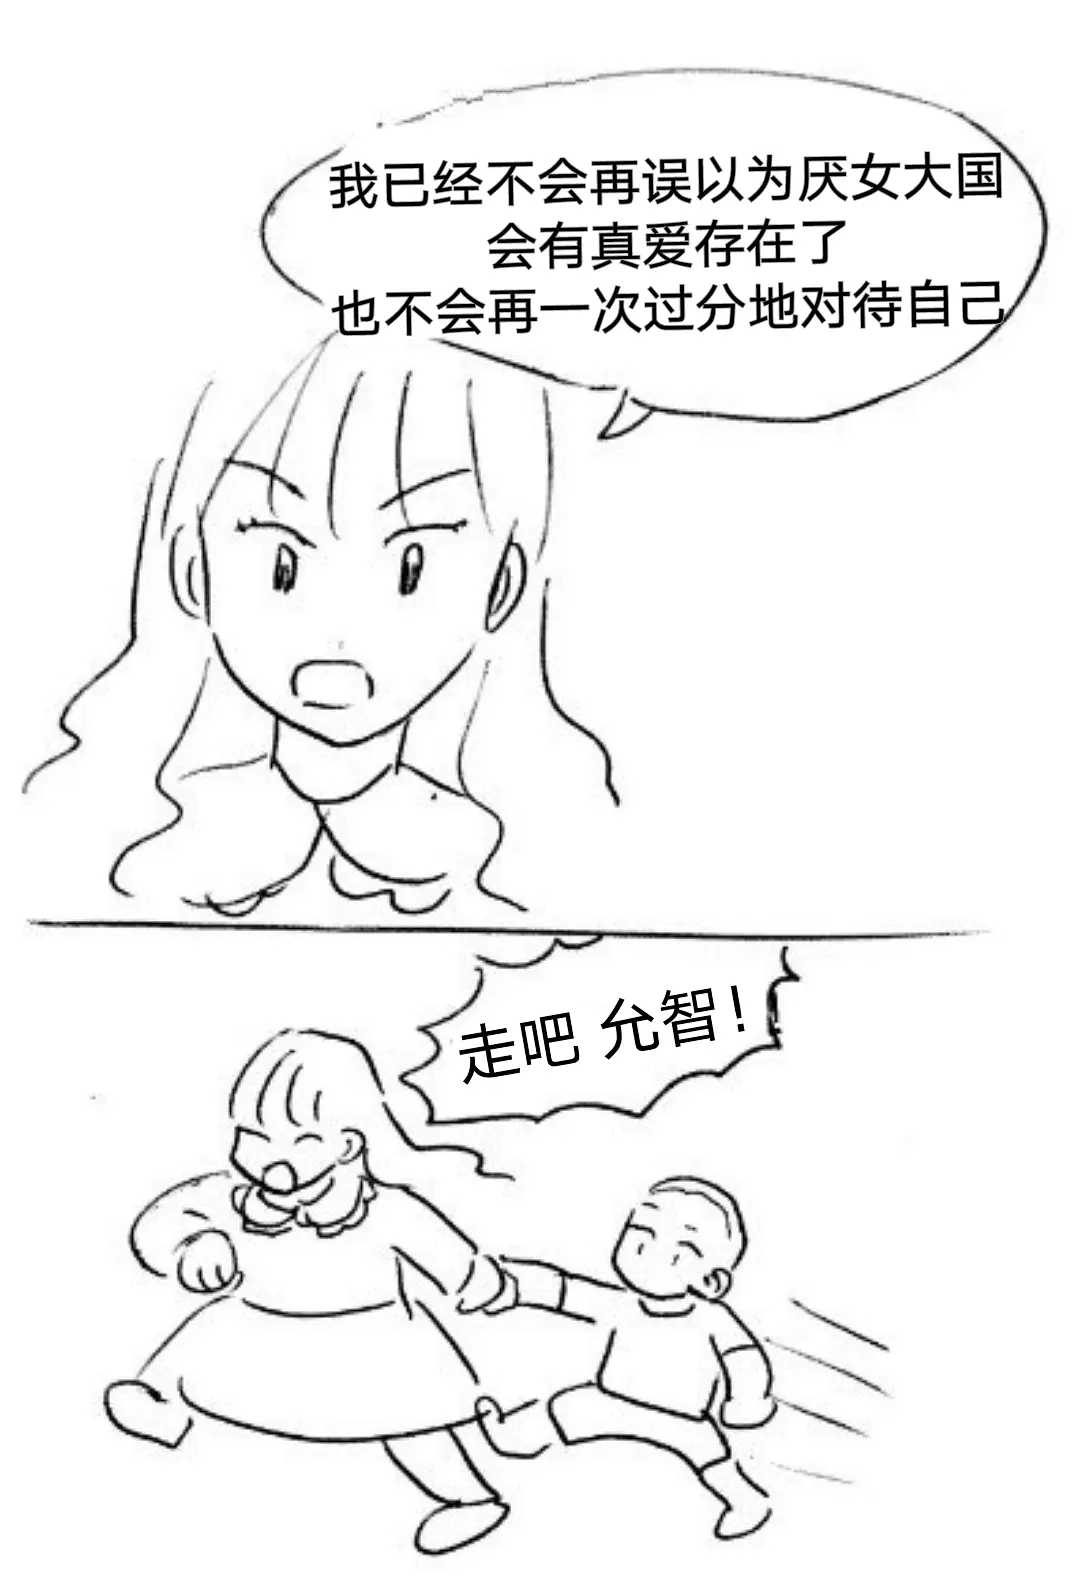 我已经不会再误以为厌女大国
会有真爱存在了
也不会再一次过分地对待自己
走吧 允智！